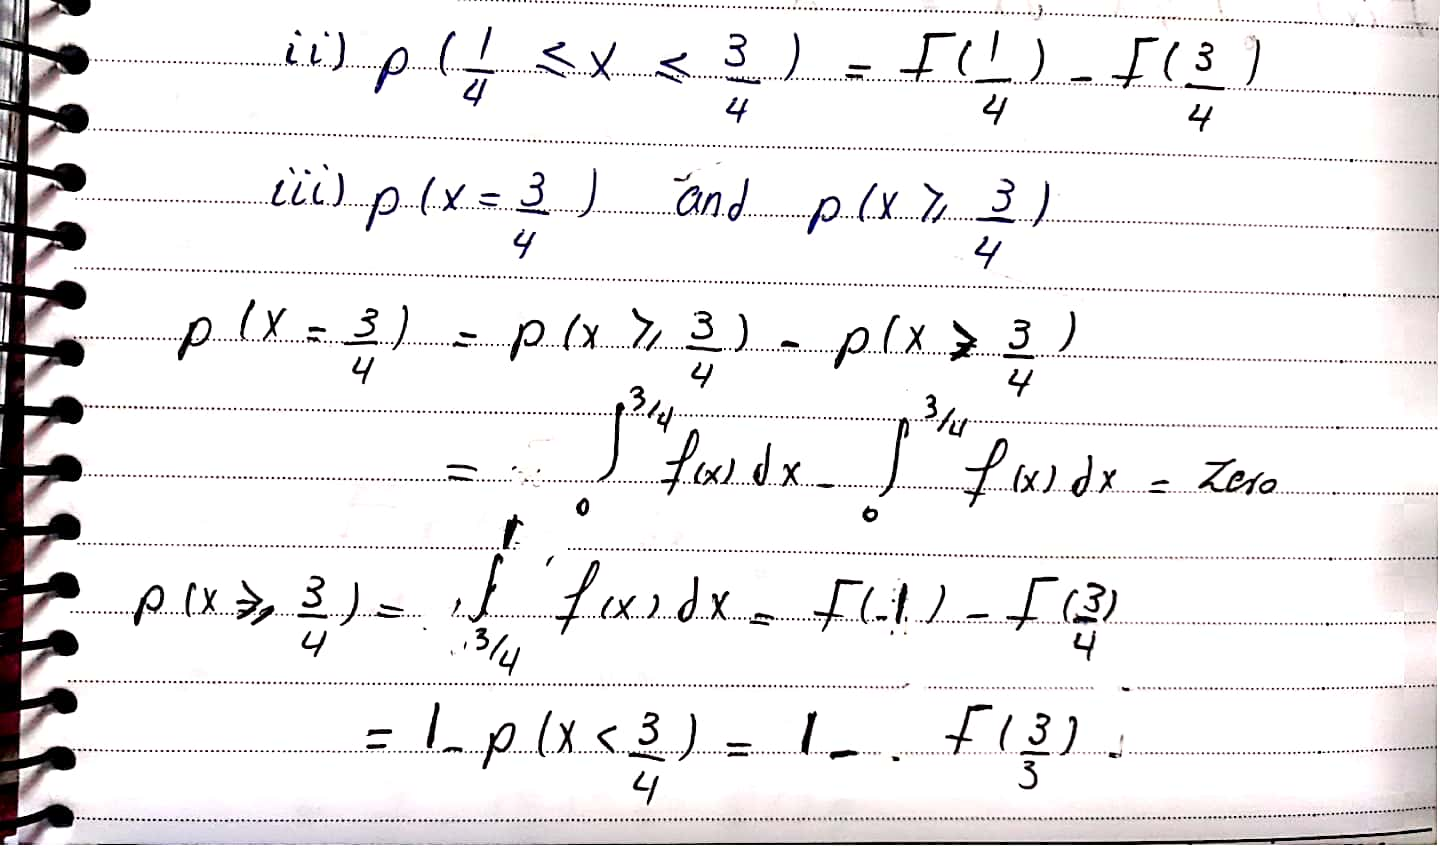 ii) p(1/4 ≤ x ≤ 3/4) = F(1/4) - F(3/4)
iii) p(x = 3/4) and p(x ≥ 3/4)
p(x = 3/4) = p(x ≥ 3/4) - p(x > 3/4)
= ∫₀^{3/4} f(x) dx - ∫₀^{3/4} f(x) dx = Zero
p(x ≥ 3/4) = ∫_{3/4}^{1} f(x) dx = F(1) - F(3/4)
= 1 - p(x < 3/4) = 1 - F(3/3)